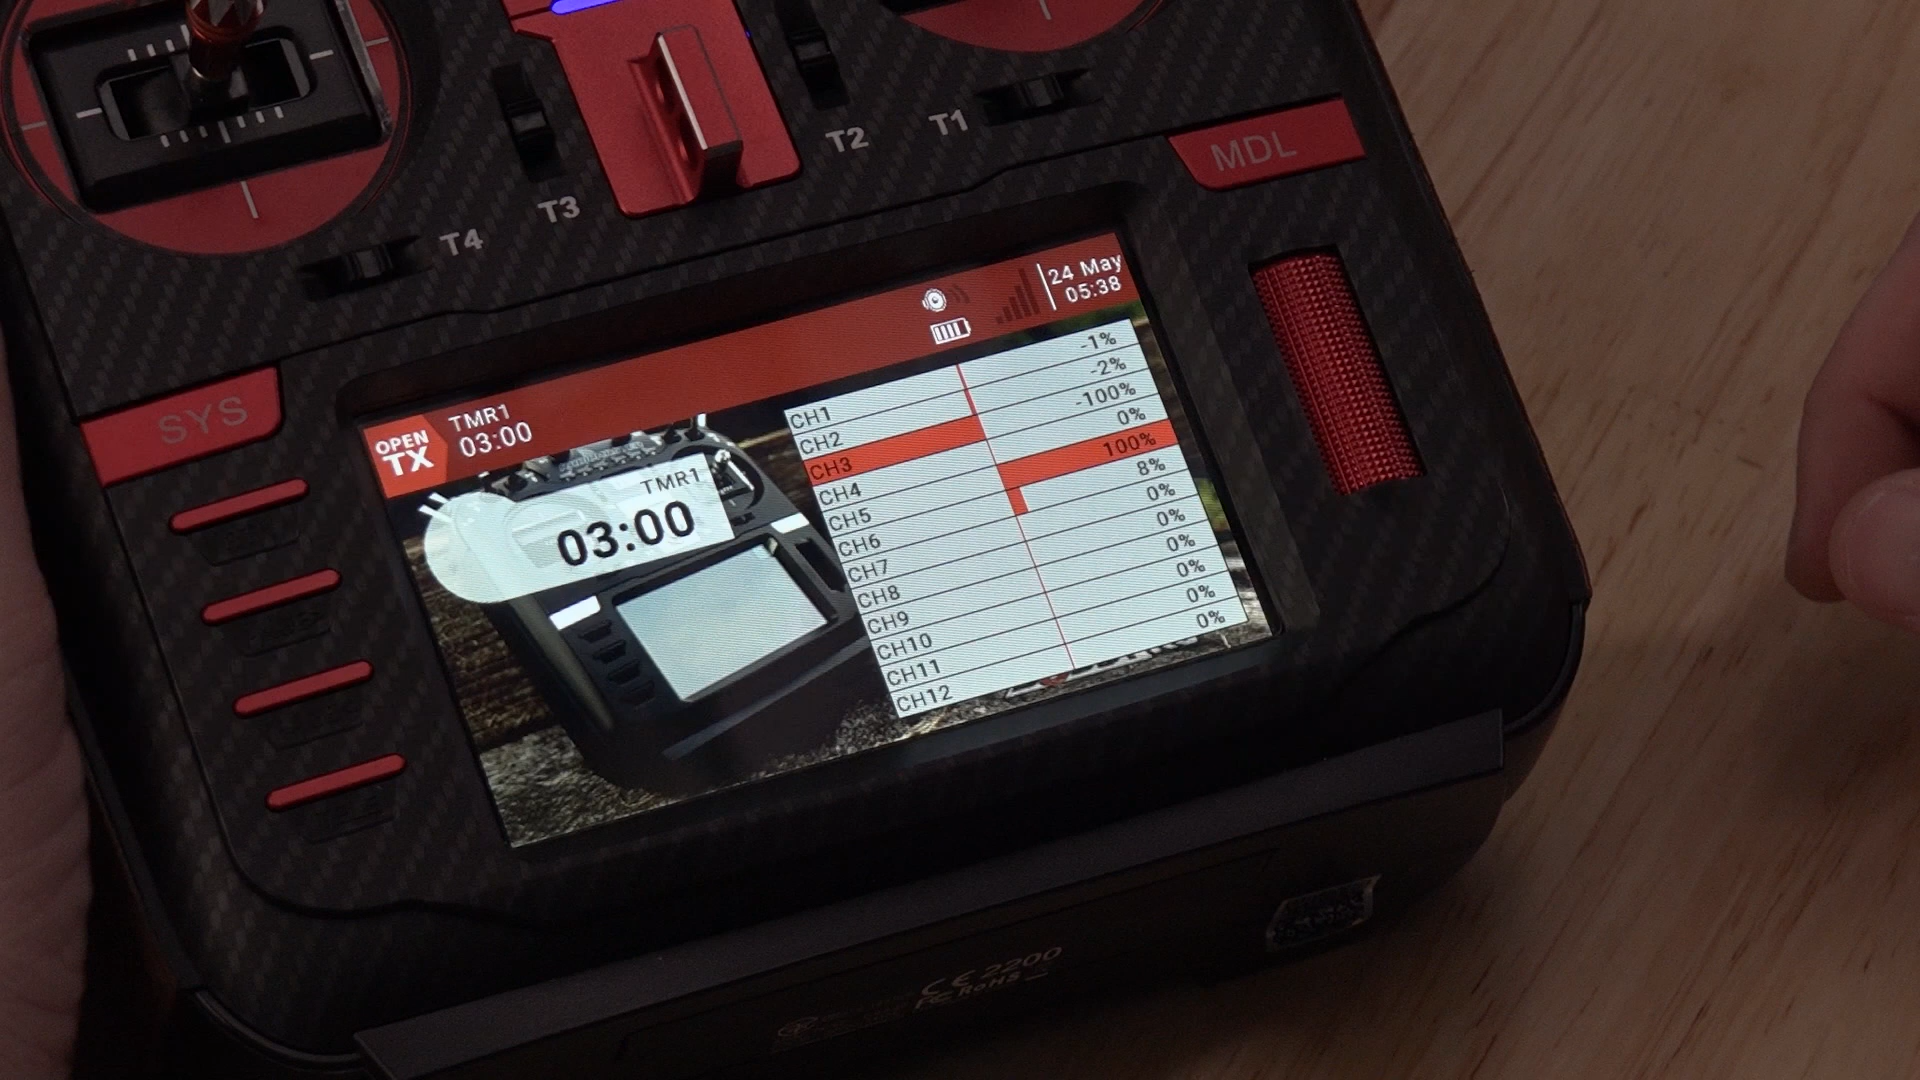 T2
T1
MDL
T3
T4
SYS
24 May
05:38
OPEN
TX
TMR1
03:00
TMR1
03:00
CH1 -1%
CH2 -2%
CH3 -100%
CH4 0%
CH5 100%
CH6 8%
CH7 0%
CH8 0%
CH9 0%
CH10 0%
CH11 0%
CH12 0%
CE 2200
FC RoHS